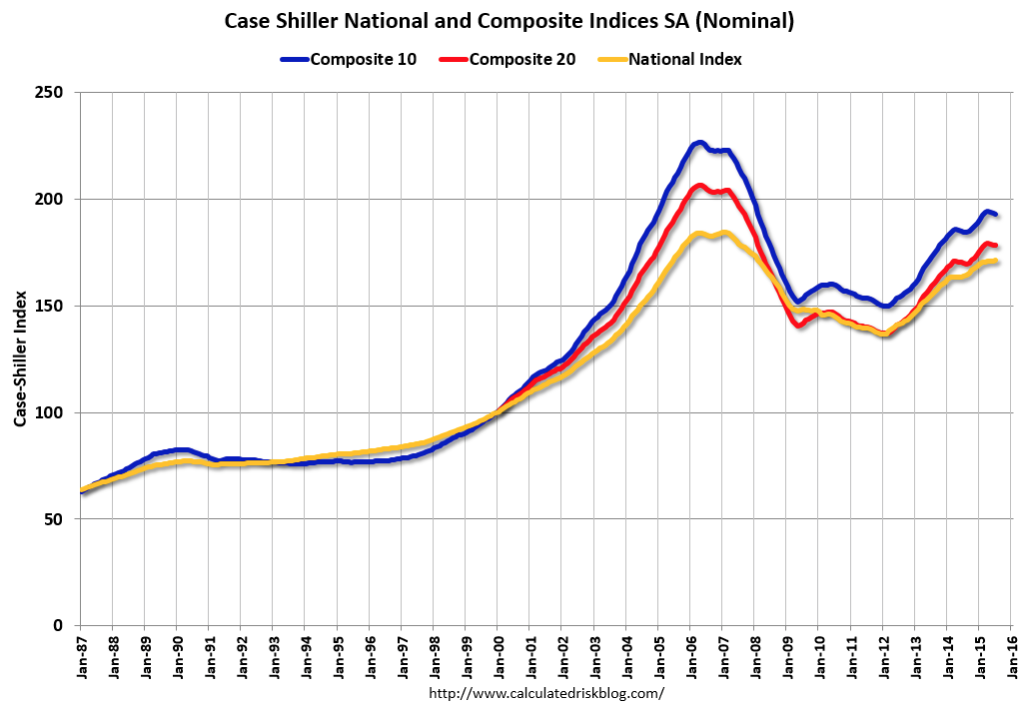 Case Shiller National and Composite Indices SA (Nominal)
Composite 10 Composite 20 National Index
250
200
150
100
50
0
Case-Shiller Index
Jan-87
Jan-88
Jan-89
Jan-90
Jan-91
Jan-92
Jan-93
Jan-94
Jan-95
Jan-96
Jan-97
Jan-98
Jan-99
Jan-00
Jan-01
Jan-02
Jan-03
Jan-04
Jan-05
Jan-06
Jan-07
Jan-08
Jan-09
Jan-10
Jan-11
Jan-12
Jan-13
Jan-14
Jan-15
Jan-16
http://www.calculatedriskblog.com/